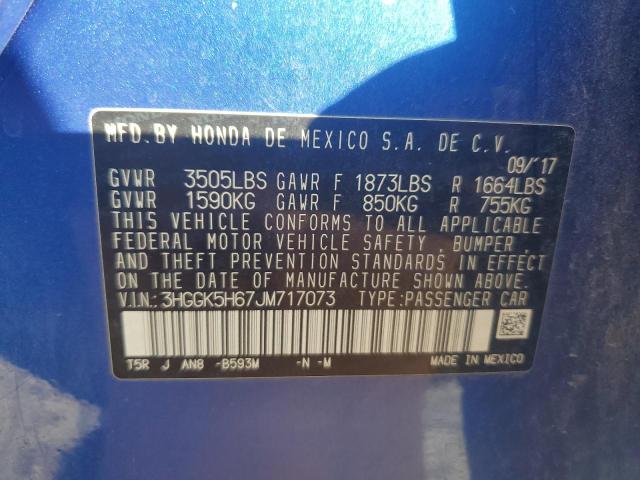 MFD. BY HONDA DE MEXICO S.A. DE C.V.
09/'17
GVWR 3505LBS GAWR F 1873LBS R 1664LBS
GVWR 1590KG GAWR F 850KG R 755KG
THIS VEHICLE CONFORMS TO ALL APPLICABLE
FEDERAL MOTOR VEHICLE SAFETY, BUMPER,
AND THEFT PREVENTION STANDARDS IN EFFECT
ON THE DATE OF MANUFACTURE SHOWN ABOVE.
V.I.N.: 3HGGK5H67JM717073 TYPE:PASSENGER CAR
T5R J AN8 -B593M -N -M MADE IN MEXICO